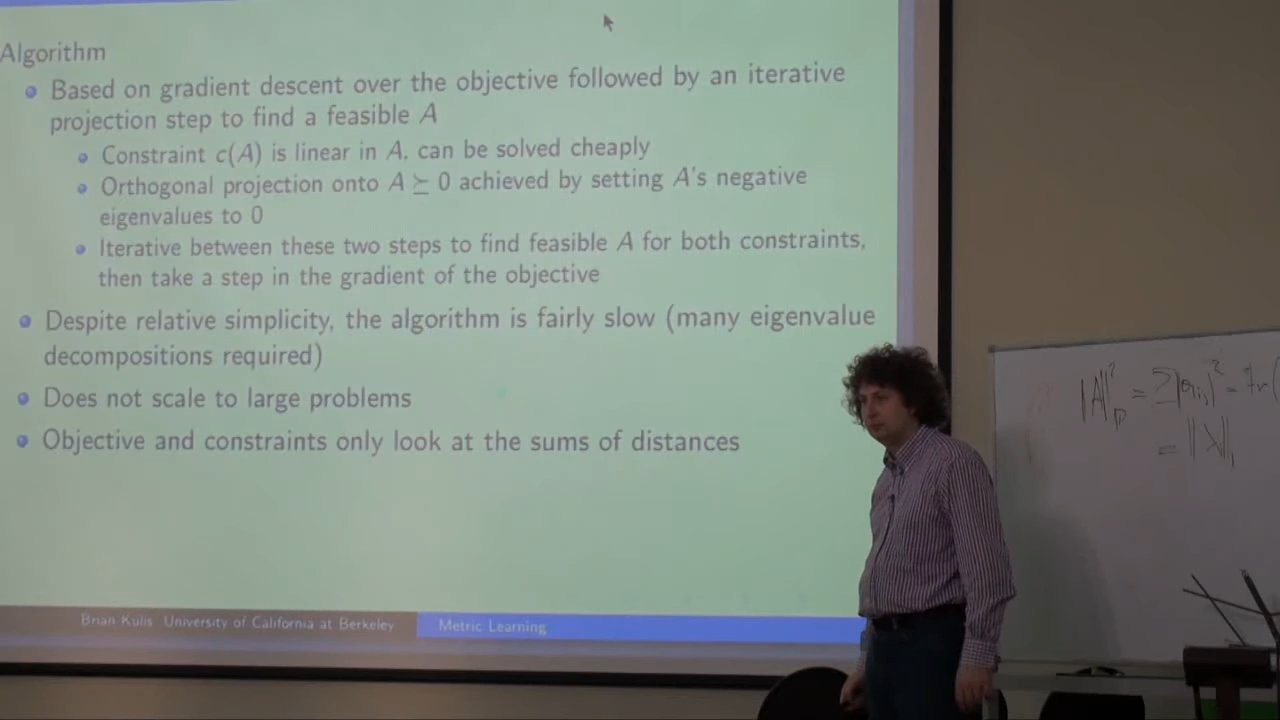 Algorithm
Based on gradient descent over the objective followed by an iterative
projection step to find a feasible A
Constraint c(A) is linear in A, can be solved cheaply
Orthogonal projection onto A ⪰ 0 achieved by setting A's negative
eigenvalues to 0
Iterative between these two steps to find feasible A for both constraints,
then take a step in the gradient of the objective
Despite relative simplicity, the algorithm is fairly slow (many eigenvalue
decompositions required)
Does not scale to large problems
Objective and constraints only look at the sums of distances
Brian Kulis University of California at Berkeley
Metric Learning
= ||λ||₁